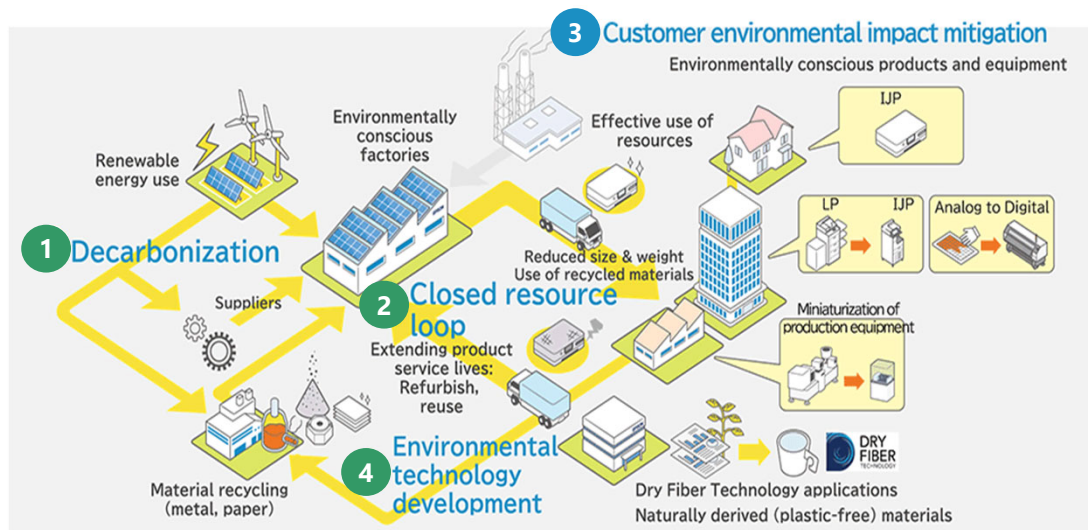 3 Customer environmental impact mitigation
Environmentally conscious products and equipment
IJP
Environmentally
conscious
factories
Effective use of
resources
Renewable
energy use
LP
IJP
Analog to Digital
1 Decarbonization
Reduced size & weight
Use of recycled materials
Suppliers
2 Closed resource
loop
Miniaturization of
production equipment
Extending product
service lives:
Refurbish,
reuse
4 Environmental
technology
development
DRY
FIBER
TECHNOLOGY
Material recycling
(metal, paper)
Dry Fiber Technology applications
Naturally derived (plastic-free) materials